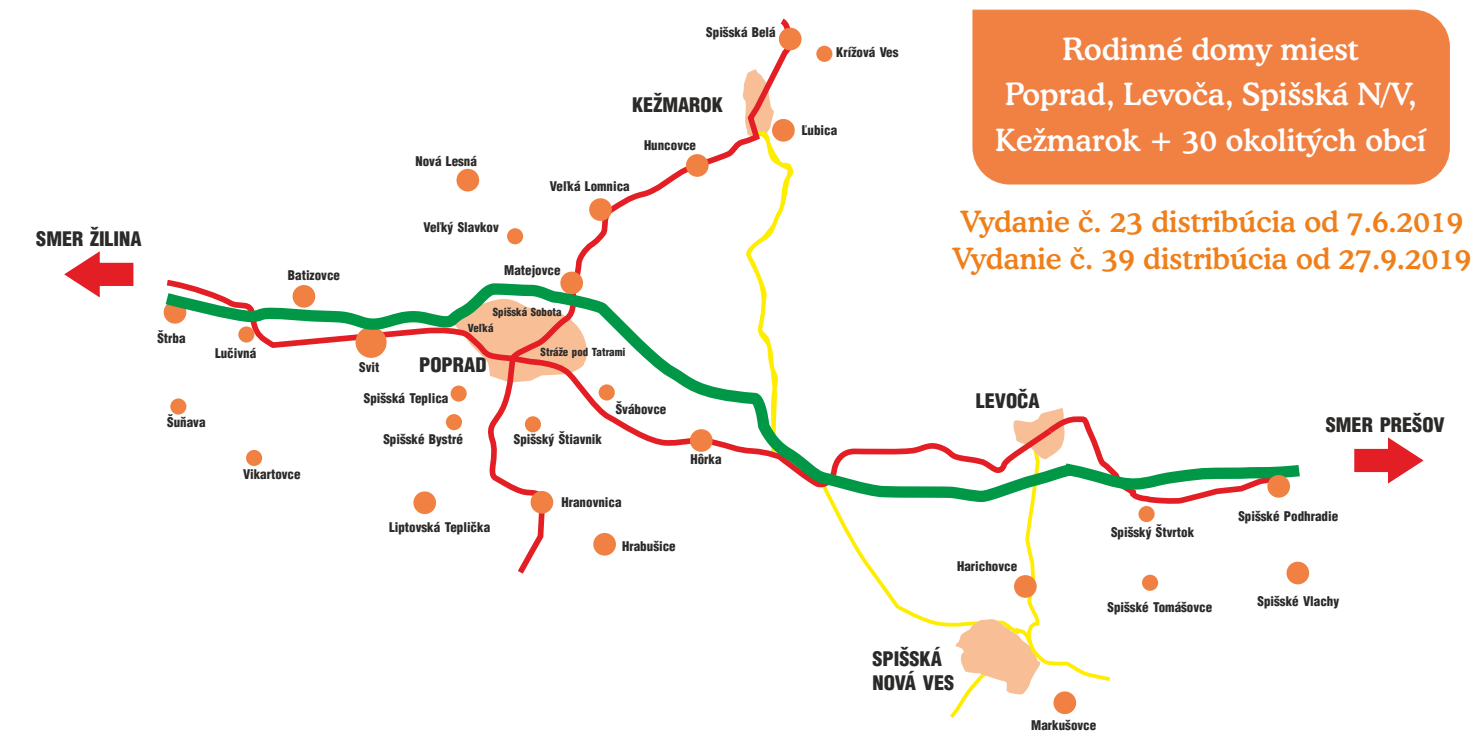 Spišská Belá
Krížová Ves
Rodinné domy miest
Poprad, Levoča, Spišská N/V,
Kežmarok + 30 okolitých obcí
KEŽMAROK
Ľubica
Huncovce
Nová Lesná
Veľká Lomnica
Veľký Slavkov
Vydanie č. 23 distribúcia od 7.6.2019
Vydanie č. 39 distribúcia od 27.9.2019
SMER ŽILINA
Batizovce
Matejovce
Spišská Sobota
Veľká
Štrba
Lučivná
Svit
POPRAD
Stráže pod Tatrami
Spišská Teplica
Švábovce
LEVOČA
Šuňava
Spišské Bystré
Spišský Štiavnik
SMER PREŠOV
Vikartovce
Hôrka
Liptovská Teplička
Hranovnica
Hrabušice
Spišské Podhradie
Spišský Štvrtok
Harichovce
Spišské Tomášovce
Spišské Vlachy
SPIŠSKÁ
NOVÁ VES
Markušovce